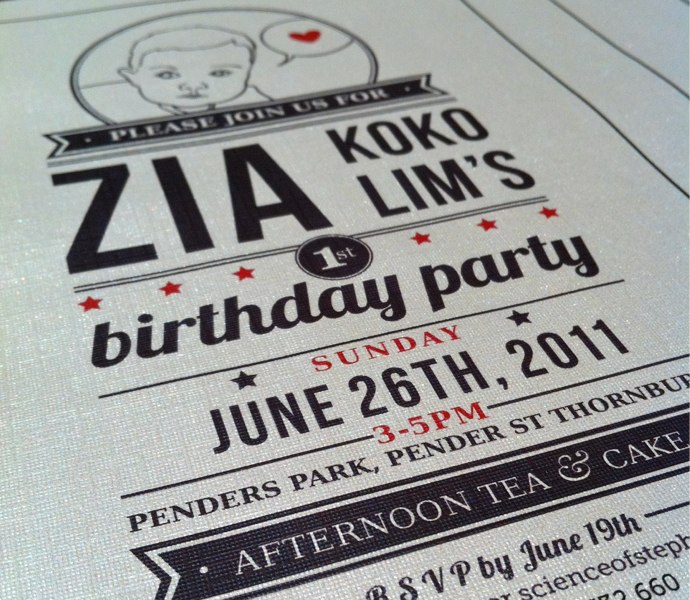 PLEASE JOIN US FOR
ZIA KOKO LIM'S
1st
birthday party
SUNDAY
JUNE 26TH, 2011
3-5PM
PENDERS PARK, PENDER ST
AFTERNOON TEA & CAKE
R S V P by June 19th
660